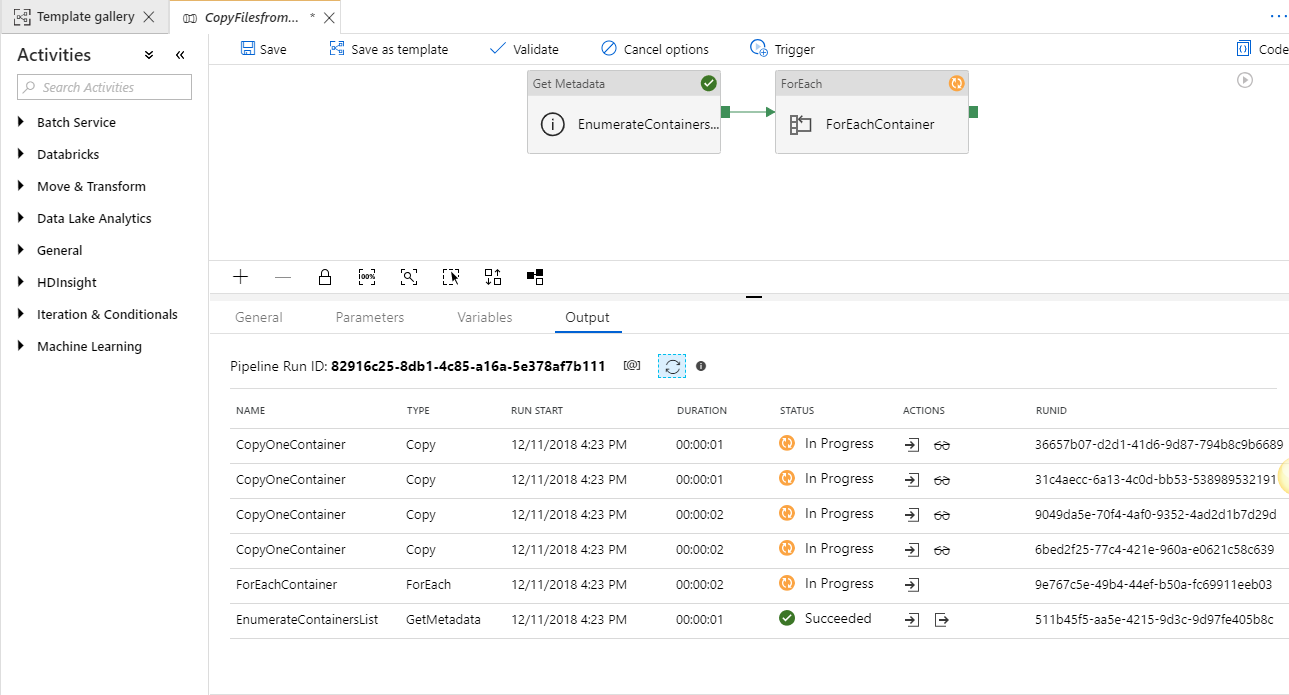 Template gallery
CopyFilesfrom... *
Activities
Search Activities
Batch Service
Databricks
Move & Transform
Data Lake Analytics
General
HDInsight
Iteration & Conditionals
Machine Learning
Save Save as template Validate Cancel options Trigger Code
Get Metadata
EnumerateContainers...
ForEach
ForEachContainer
100%
General Parameters Variables Output
Pipeline Run ID: 82916c25-8db1-4c85-a16a-5e378af7b111 [@]
NAME TYPE RUN START DURATION STATUS ACTIONS RUNID
CopyOneContainer Copy 12/11/2018 4:23 PM 00:00:01 In Progress 36657b07-d2d1-41d6-9d87-794b8c9b6689
CopyOneContainer Copy 12/11/2018 4:23 PM 00:00:01 In Progress 31c4aecc-6a13-4c0d-bb53-538989532191
CopyOneContainer Copy 12/11/2018 4:23 PM 00:00:02 In Progress 9049da5e-70f4-4af0-9352-4ad2d1b7d29d
CopyOneContainer Copy 12/11/2018 4:23 PM 00:00:02 In Progress 6bed2f25-77c4-421e-960a-e0621c58c639
ForEachContainer ForEach 12/11/2018 4:23 PM 00:00:02 In Progress 9e767c5e-49b4-44ef-b50a-fc69911eeb03
EnumerateContainersList GetMetadata 12/11/2018 4:23 PM 00:00:01 Succeeded 511b45f5-aa5e-4215-9d3c-9d97fe405b8c